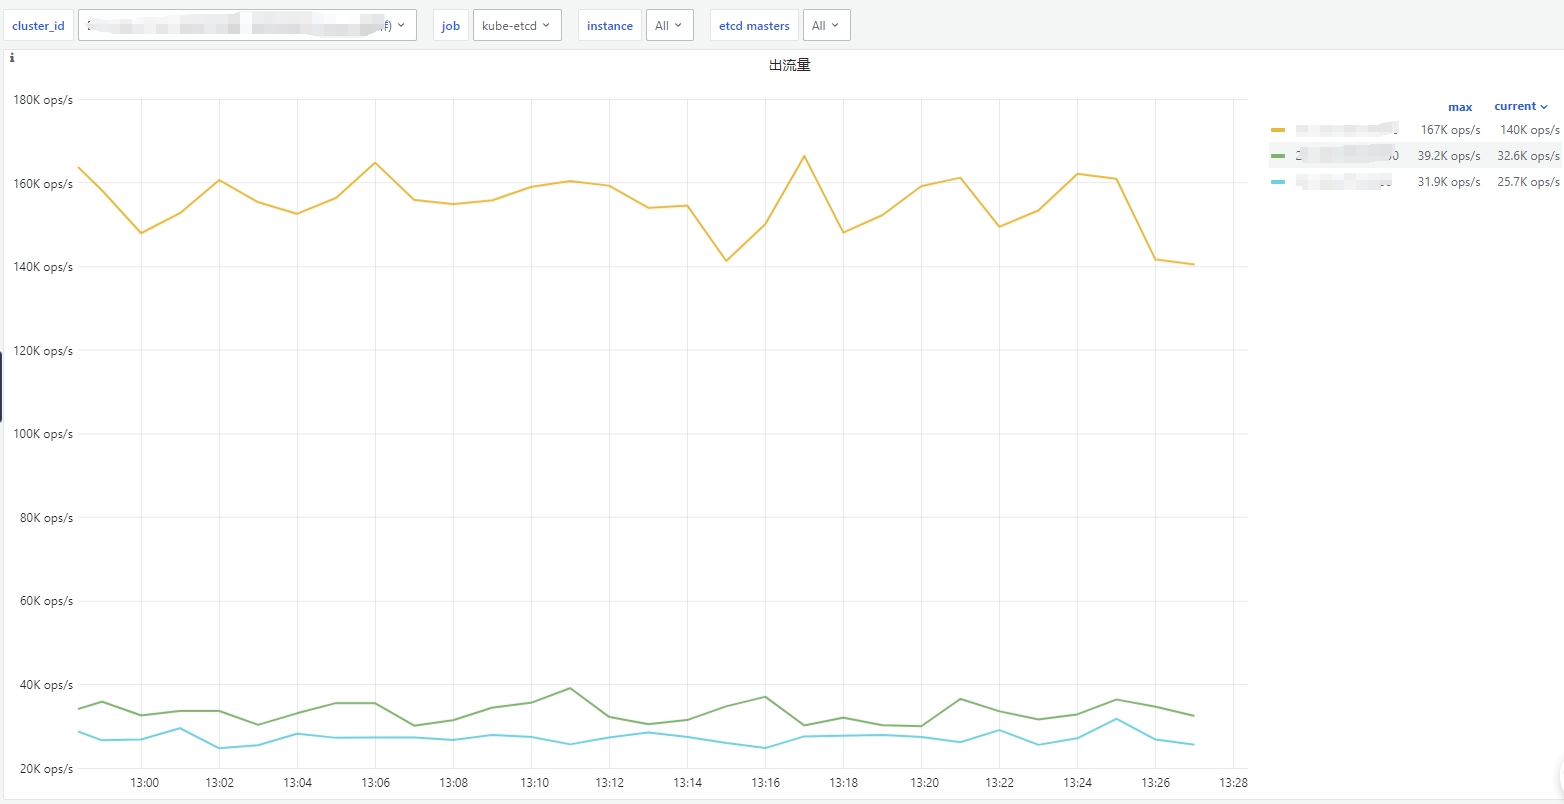 cluster_id job kube-etcd instance All etcd masters All
出流量
180K ops/s
160K ops/s
140K ops/s
120K ops/s
100K ops/s
80K ops/s
60K ops/s
40K ops/s
20K ops/s
13:00 13:02 13:04 13:06 13:08 13:10 13:12 13:14 13:16 13:18 13:20 13:22 13:24 13:26 13:28
max current
167K ops/s 140K ops/s
39.2K ops/s 32.6K ops/s
31.9K ops/s 25.7K ops/s